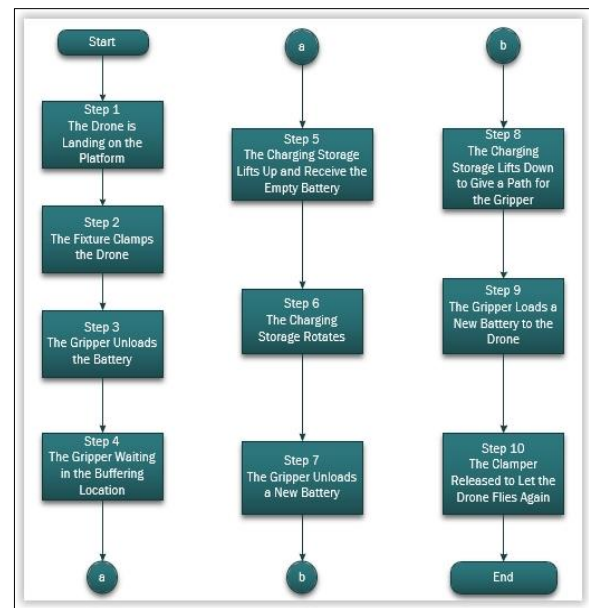 Start
Step 1
The Drone is
Landing on the
Platform
Step 2
The Fixture Clamps
the Drone
Step 3
The Gripper Unloads
the Battery
Step 4
The Gripper Waiting
in the Buffering
Location
a
a
Step 5
The Charging Storage
Lifts Up and Receive the
Empty Battery
Step 6
The Charging
Storage Rotates
Step 7
The Gripper Unloads
a New Battery
b
b
Step 8
The Charging
Storage Lifts Down
to Give a Path for
the Gripper
Step 9
The Gripper Loads a
New Battery to the
Drone
Step 10
The Clamper
Released to Let the
Drone Flies Again
End